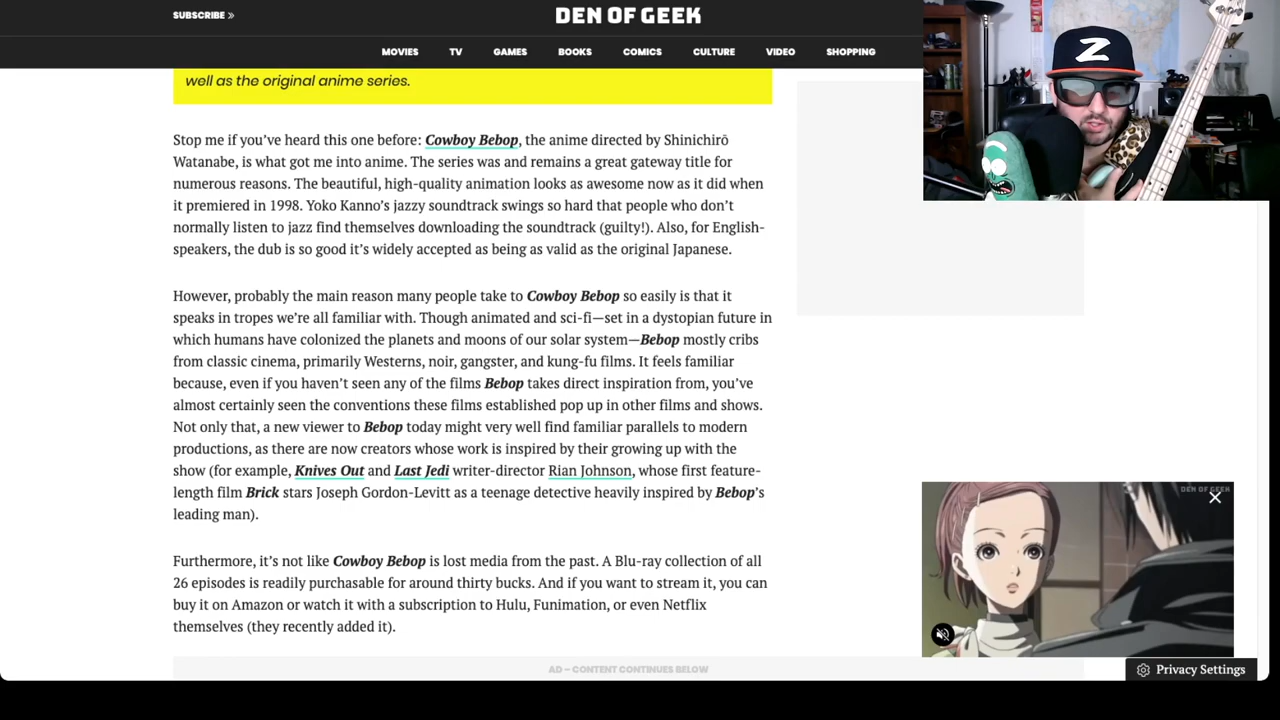 SUBSCRIBE »
DEN OF GEEK
MOVIES TV GAMES BOOKS COMICS CULTURE VIDEO SHOPPING
well as the original anime series.
Stop me if you’ve heard this one before: Cowboy Bebop, the anime directed by Shinichirō
Watanabe, is what got me into anime. The series was and remains a great gateway title for
numerous reasons. The beautiful, high-quality animation looks as awesome now as it did when
it premiered in 1998. Yoko Kanno’s jazzy soundtrack swings so hard that people who don’t
normally listen to jazz find themselves downloading the soundtrack (guilty!). Also, for English-
speakers, the dub is so good it’s widely accepted as being as valid as the original Japanese.
However, probably the main reason many people take to Cowboy Bebop so easily is that it
speaks in tropes we’re all familiar with. Though animated and sci-fi—set in a dystopian future in
which humans have colonized the planets and moons of our solar system—Bebop mostly cribs
from classic cinema, primarily Westerns, noir, gangster, and kung-fu films. It feels familiar
because, even if you haven’t seen any of the films Bebop takes direct inspiration from, you’ve
almost certainly seen the conventions these films established pop up in other films and shows.
Not only that, a new viewer to Bebop today might very well find familiar parallels to modern
productions, as there are now creators whose work is inspired by their growing up with the
show (for example, Knives Out and Last Jedi writer-director Rian Johnson, whose first feature-
length film Brick stars Joseph Gordon-Levitt as a teenage detective heavily inspired by Bebop’s
leading man).
Furthermore, it’s not like Cowboy Bebop is lost media from the past. A Blu-ray collection of all
26 episodes is readily purchasable for around thirty bucks. And if you want to stream it, you can
buy it on Amazon or watch it with a subscription to Hulu, Funimation, or even Netflix
themselves (they recently added it).
AD – CONTENT CONTINUES BELOW
Z
DEN OF GEEK
Privacy Settings